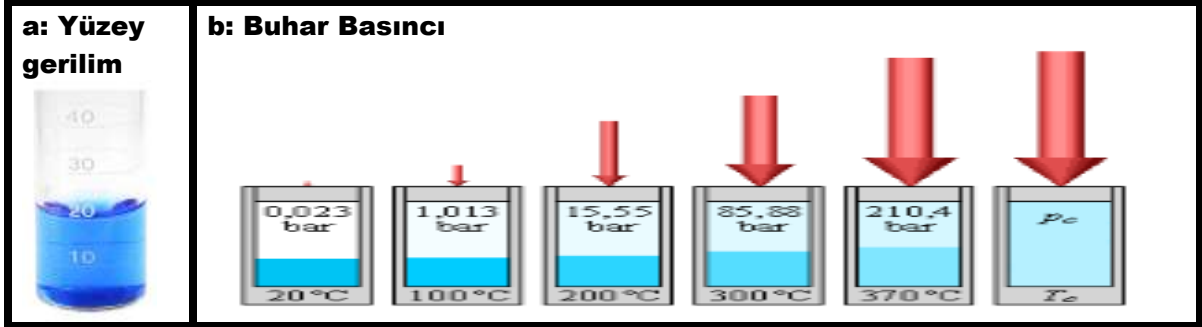 a: Yüzey
gerilim
40
30
20
10
b: Buhar Basıncı
0,023
bar
20 °C
1,013
bar
100 °C
15,55
bar
200 °C
85,88
bar
300 °C
210,4
bar
370 °C
Pc
Tc